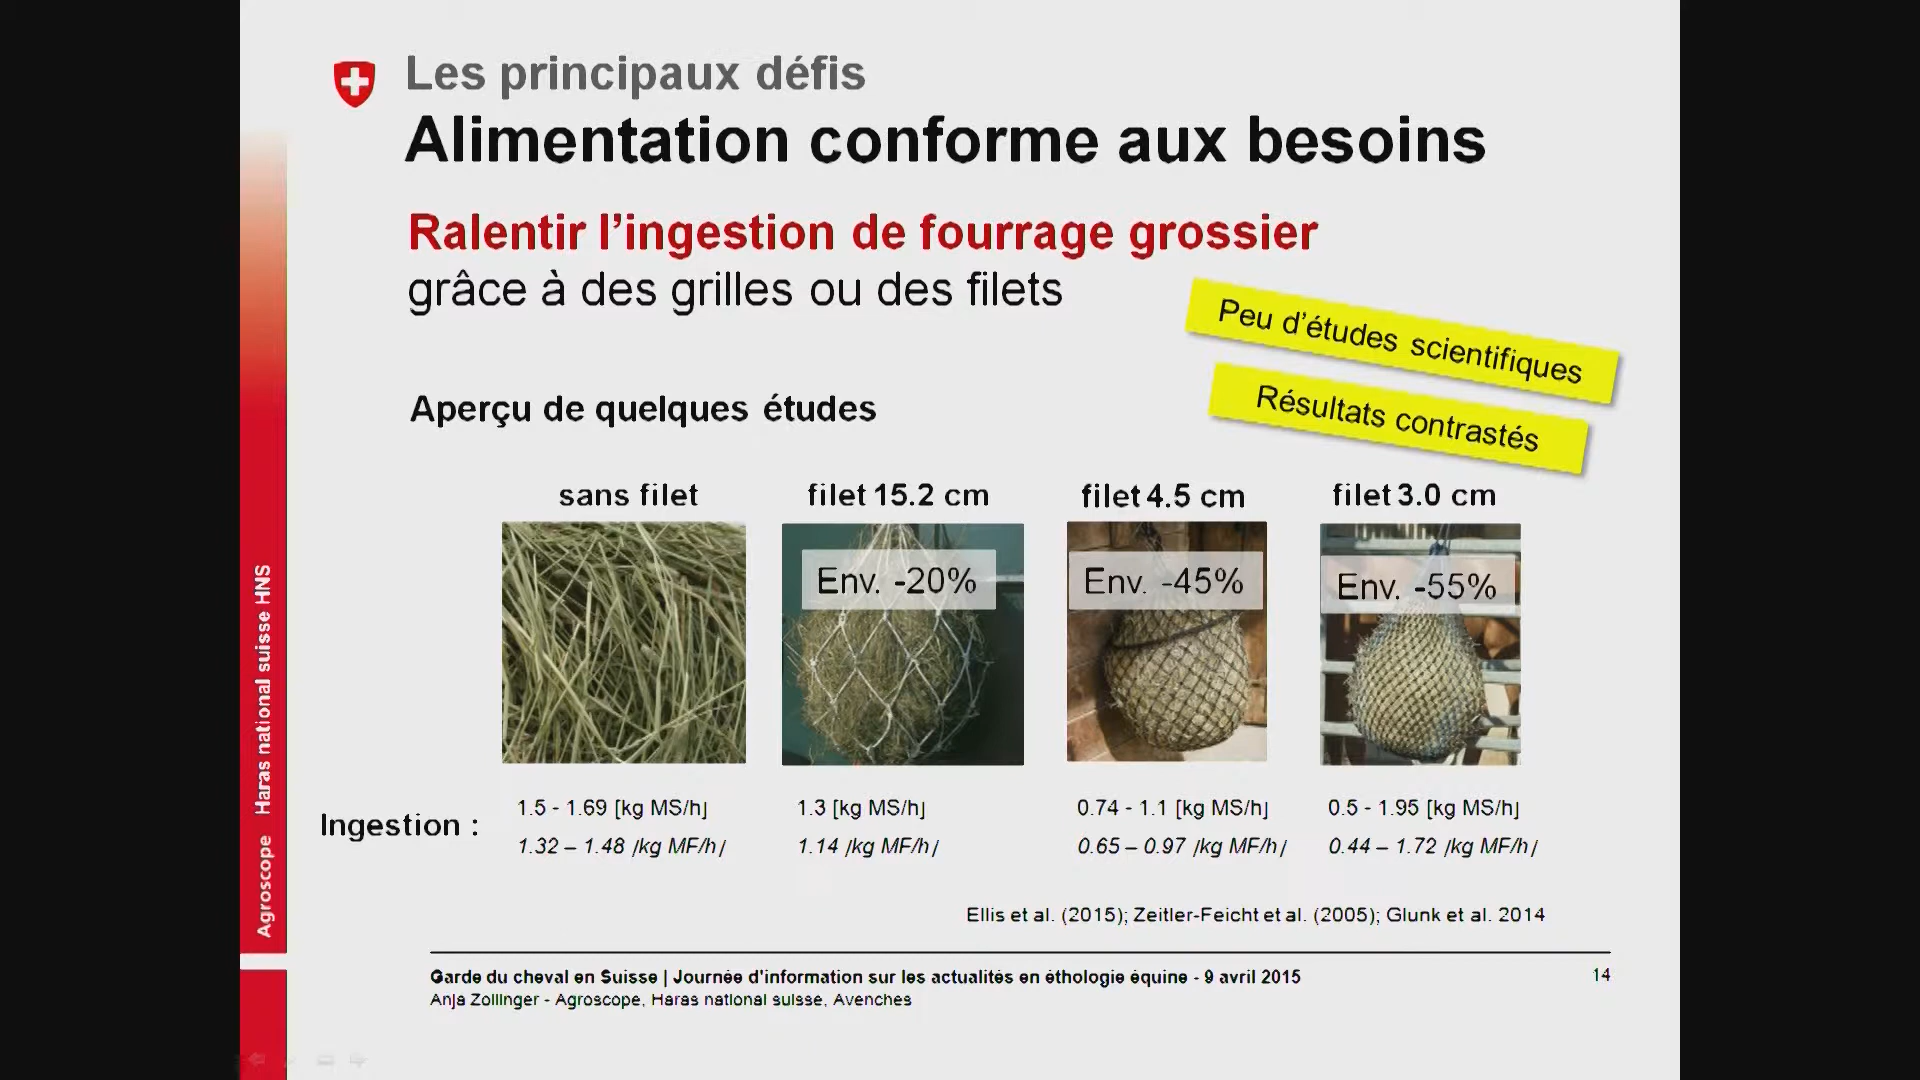 Les principaux défis
Alimentation conforme aux besoins
Ralentir l'ingestion de fourrage grossier
grâce à des grilles ou des filets
Peu d'études scientifiques
Résultats contrastés
Aperçu de quelques études
sans filet
filet 15.2 cm
filet 4.5 cm
filet 3.0 cm
Env. -20%
Env. -45%
Env. -55%
Ingestion :
1.5 - 1.69 [kg MS/h]
1.3 [kg MS/h]
0.74 - 1.1 [kg MS/h]
0.5 - 1.95 [kg MS/h]
1.32 – 1.48 [kg MF/h]
1.14 [kg MF/h]
0.65 – 0.97 [kg MF/h]
0.44 – 1.72 [kg MF/h]
Ellis et al. (2015); Zeitler-Feicht et al. (2005); Glunk et al. 2014
Garde du cheval en Suisse | Journée d'information sur les actualités en éthologie équine - 9 avril 2015
Anja Zollinger - Agroscope, Haras national suisse, Avenches
14
Agroscope Haras national suisse HNS